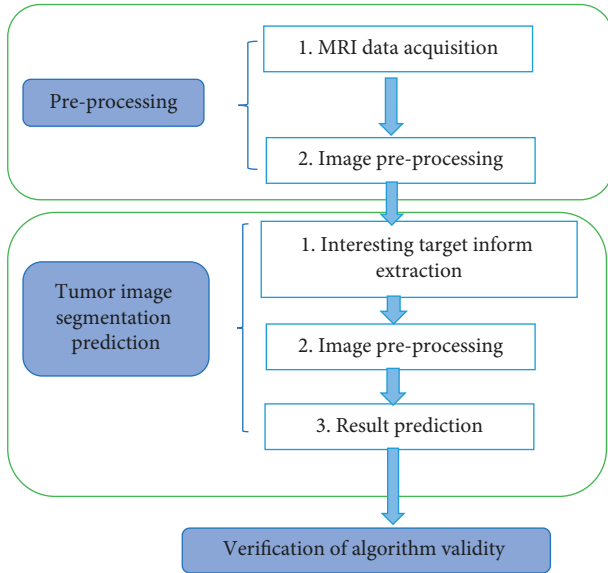 Pre-processing
1. MRI data acquisition
2. Image pre-processing
Tumor image
segmentation
prediction
1. Interesting target inform
extraction
2. Image pre-processing
3. Result prediction
Verification of algorithm validity